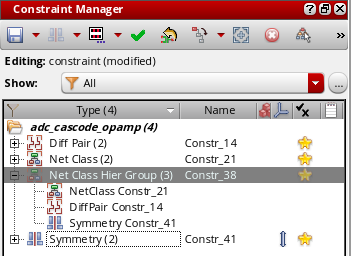 Constraint Manager
Editing: constraint (modified)
Show: All ...
Type (4) Name
adc_cascode_opamp (4)
Diff Pair (2) Constr_14
Net Class (2) Constr_21
Net Class Hier Group (3) Constr_38
NetClass Constr_21
DiffPair Constr_14
Symmetry Constr_41
Symmetry (2) Constr_41